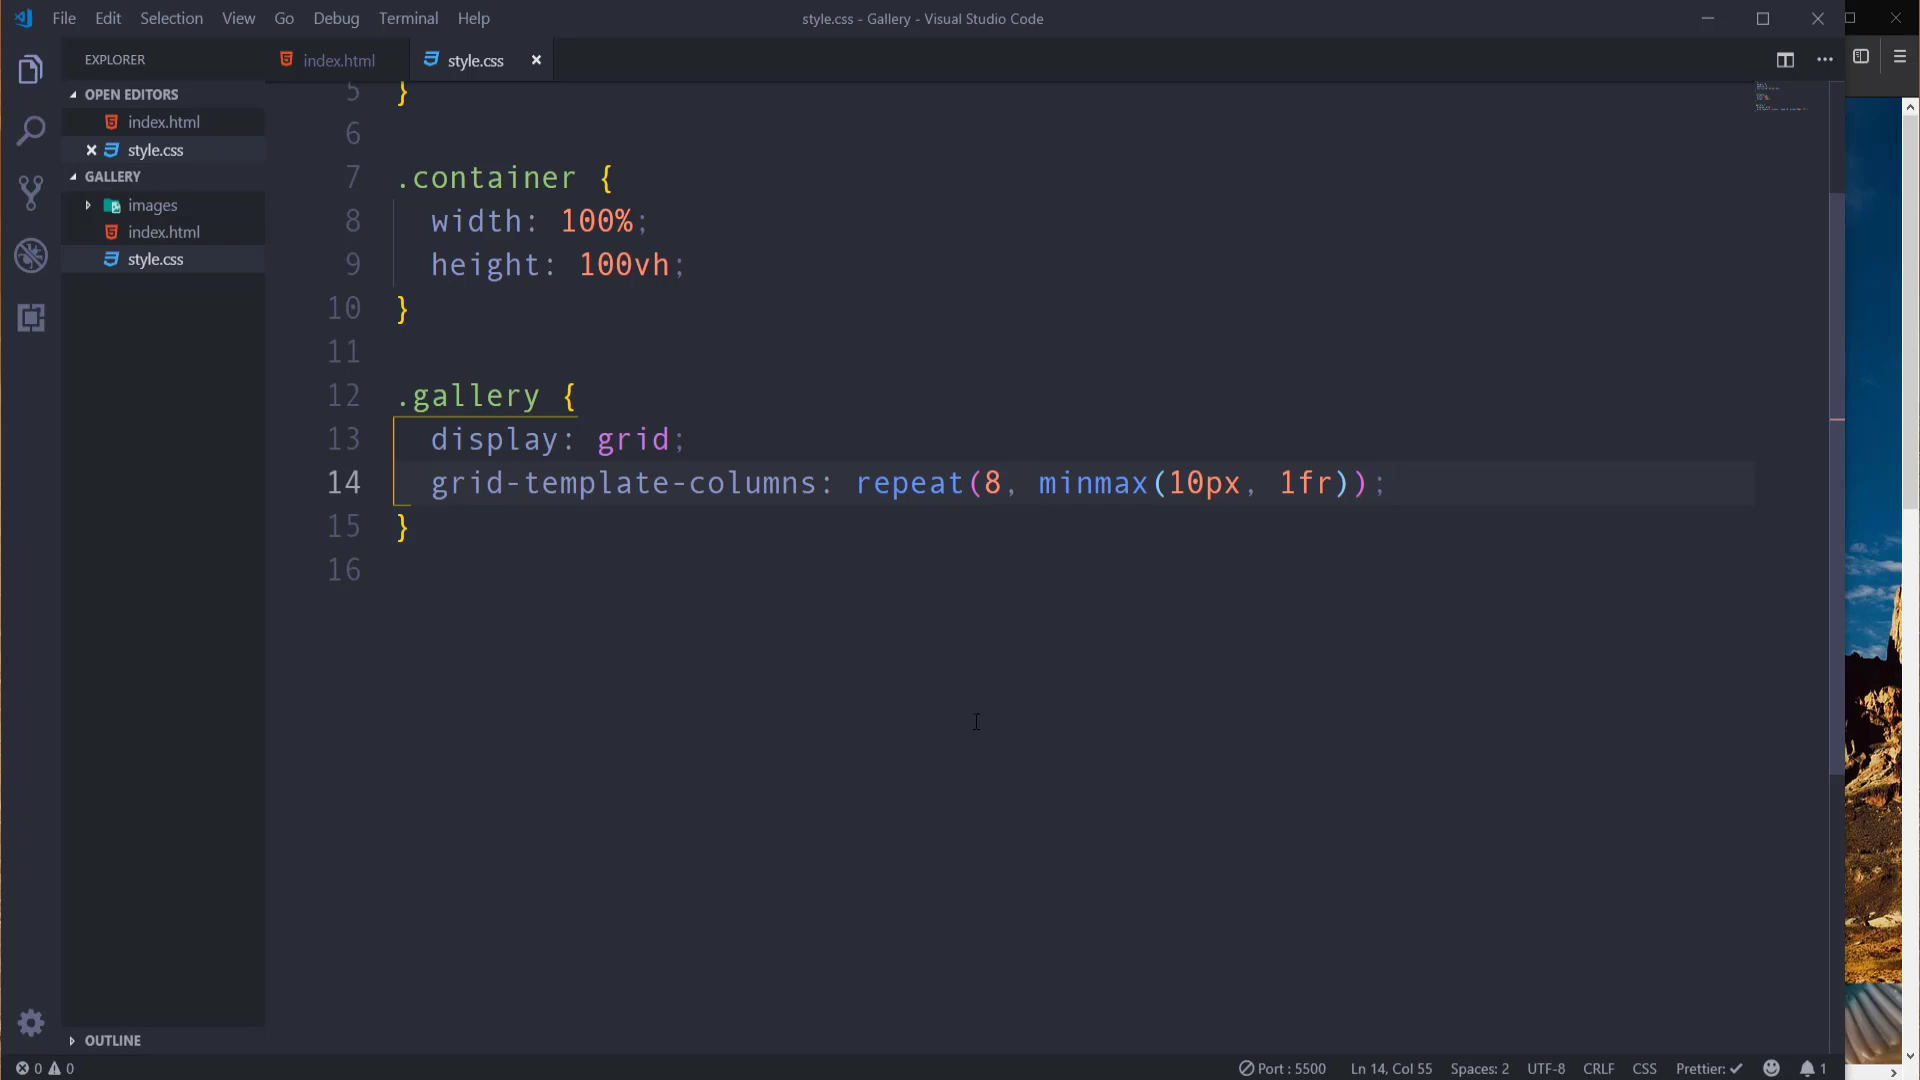 File Edit Selection View Go Debug Terminal Help
style.css - Gallery - Visual Studio Code
EXPLORER
index.html
style.css
OPEN EDITORS
index.html
style.css
GALLERY
images
index.html
style.css
5 }
6
7 .container {
8 width: 100%;
9 height: 100vh;
10 }
11
12 .gallery {
13 display: grid;
14 grid-template-columns: repeat(8, minmax(10px, 1fr));
15 }
16
OUTLINE
0 0
Port : 5500 Ln 14, Col 55 Spaces: 2 UTF-8 CRLF CSS Prettier: ✓ 1